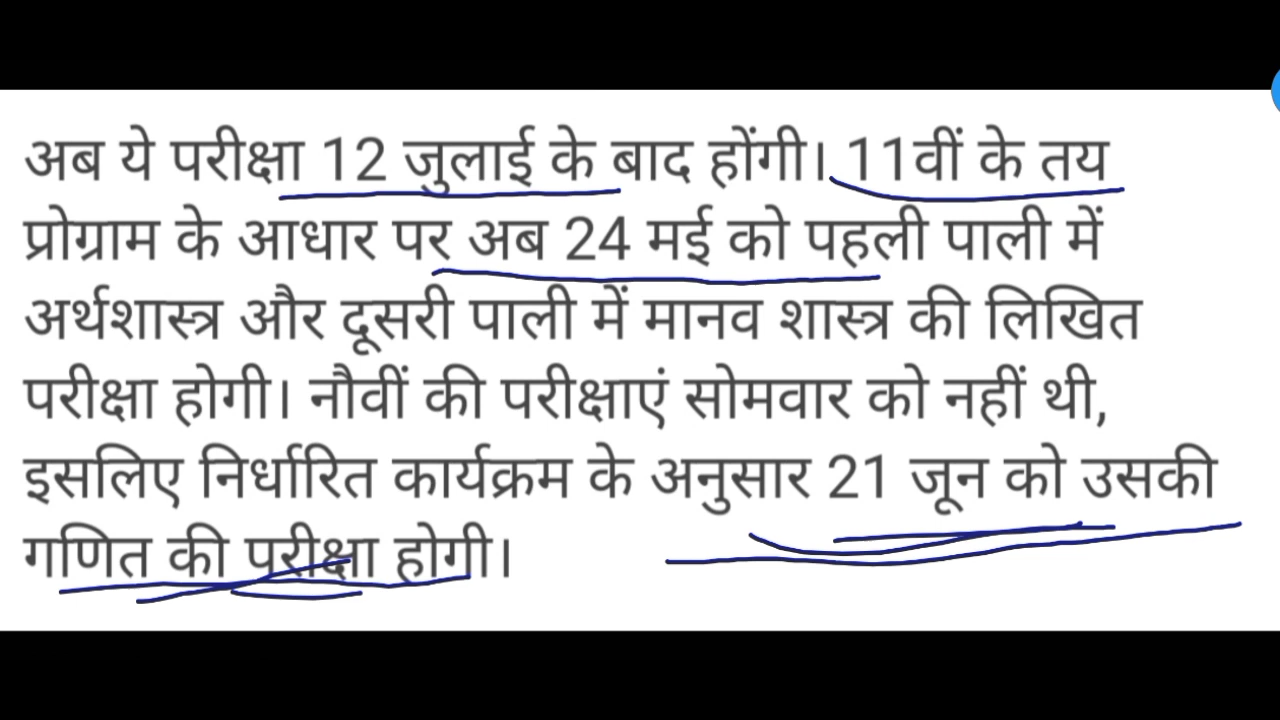 अब ये परीक्षा 12 जुलाई के बाद होंगी। 11वीं के तय
प्रोग्राम के आधार पर अब 24 मई को पहली पाली में
अर्थशास्त्र और दूसरी पाली में मानव शास्त्र की लिखित
परीक्षा होगी। नौवीं की परीक्षाएं सोमवार को नहीं थी,
इसलिए निर्धारित कार्यक्रम के अनुसार 21 जून को उसकी
गणित की परीक्षा होगी।